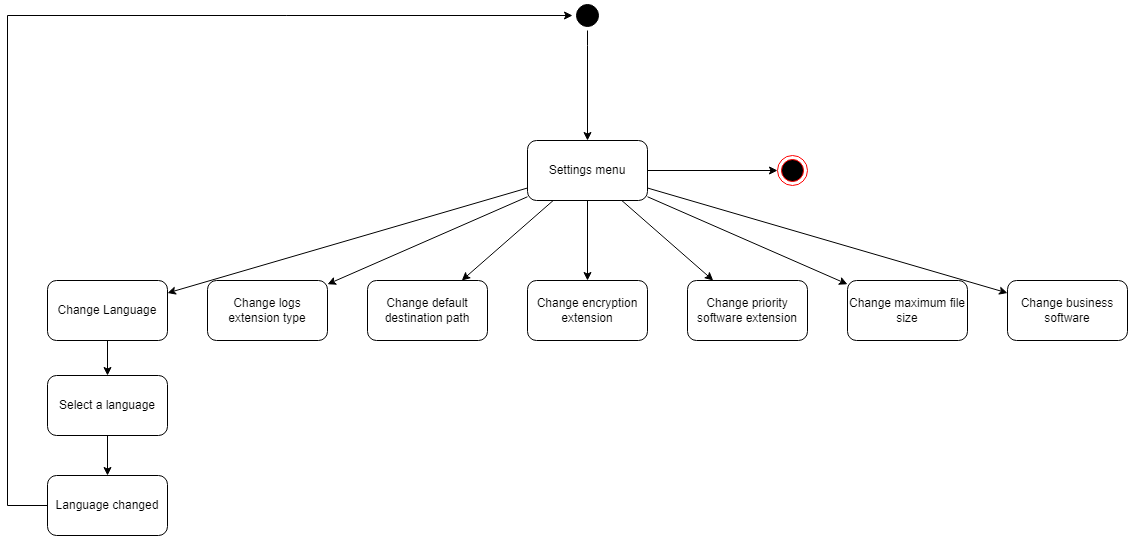 Settings menu
Change Language
Change logs
extension type
Change default
destination path
Change encryption
extension
Change priority
software extension
Change maximum file
size
Change business
software
Select a language
Language changed